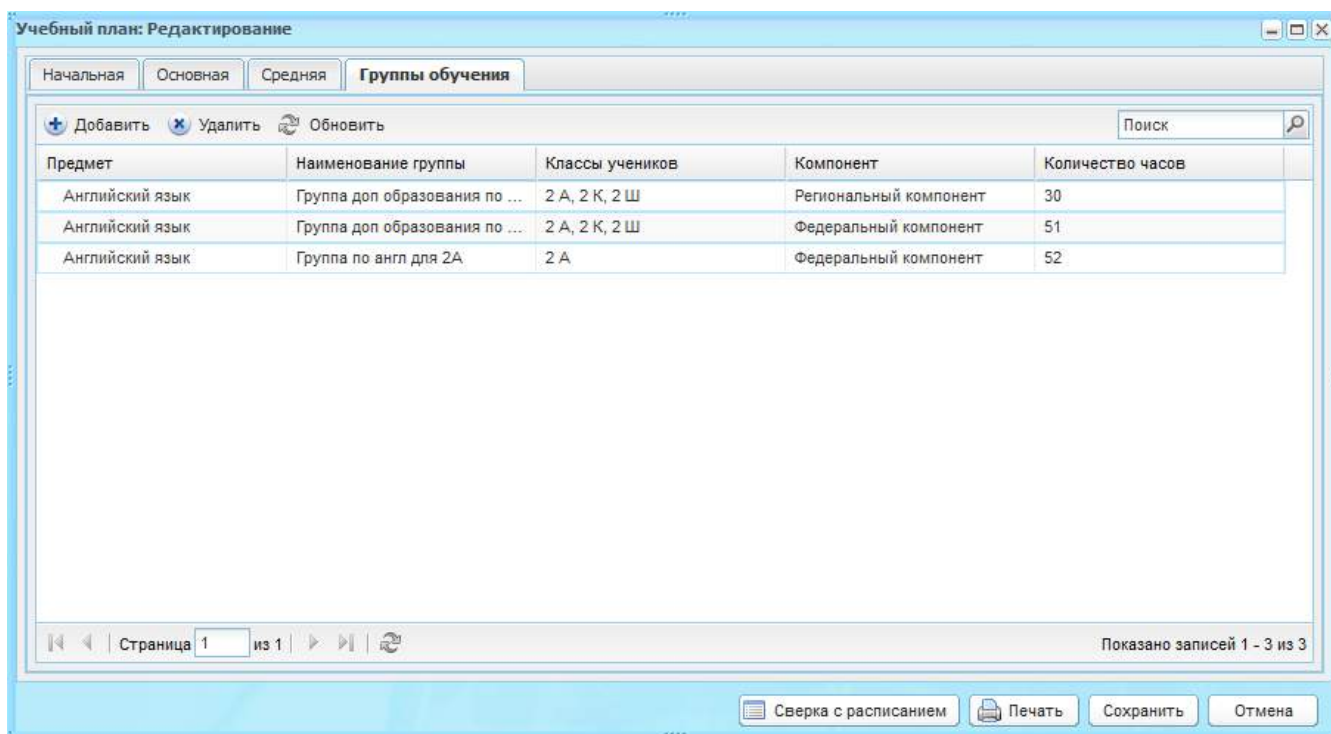 Учебный план: Редактирование
Начальная Основная Средняя Группы обучения
Добавить Удалить Обновить Поиск
Предмет Наименование группы Классы учеников Компонент Количество часов
Английский язык Группа доп образования по ... 2 А, 2 К, 2 Ш Региональный компонент 30
Английский язык Группа доп образования по ... 2 А, 2 К, 2 Ш Федеральный компонент 51
Английский язык Группа по англ для 2А 2 А Федеральный компонент 52
Страница 1 из 1 Показано записей 1 - 3 из 3
Сверка с расписанием Печать Сохранить Отмена